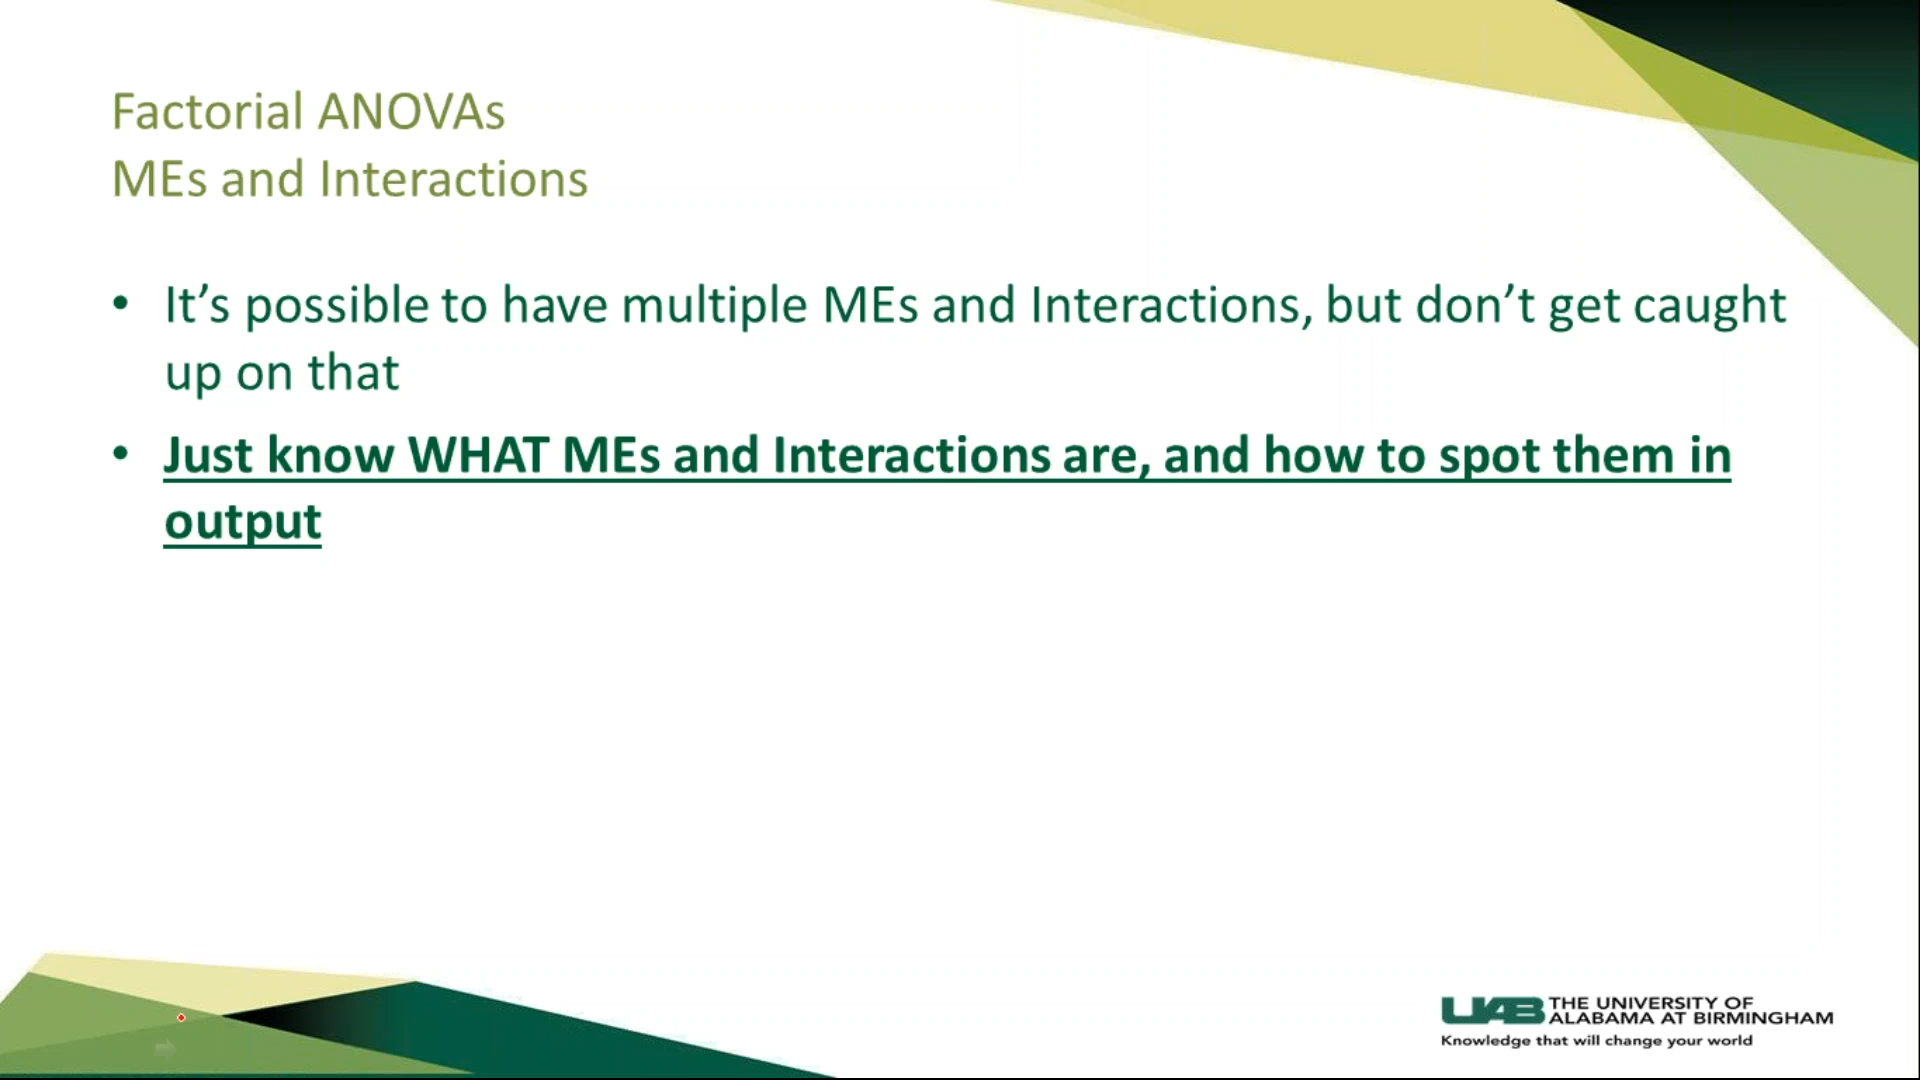 Factorial ANOVAs
MEs and Interactions
• It’s possible to have multiple MEs and Interactions, but don’t get caught
up on that
• Just know WHAT MEs and Interactions are, and how to spot them in
output
UAB THE UNIVERSITY OF
ALABAMA AT BIRMINGHAM
Knowledge that will change your world